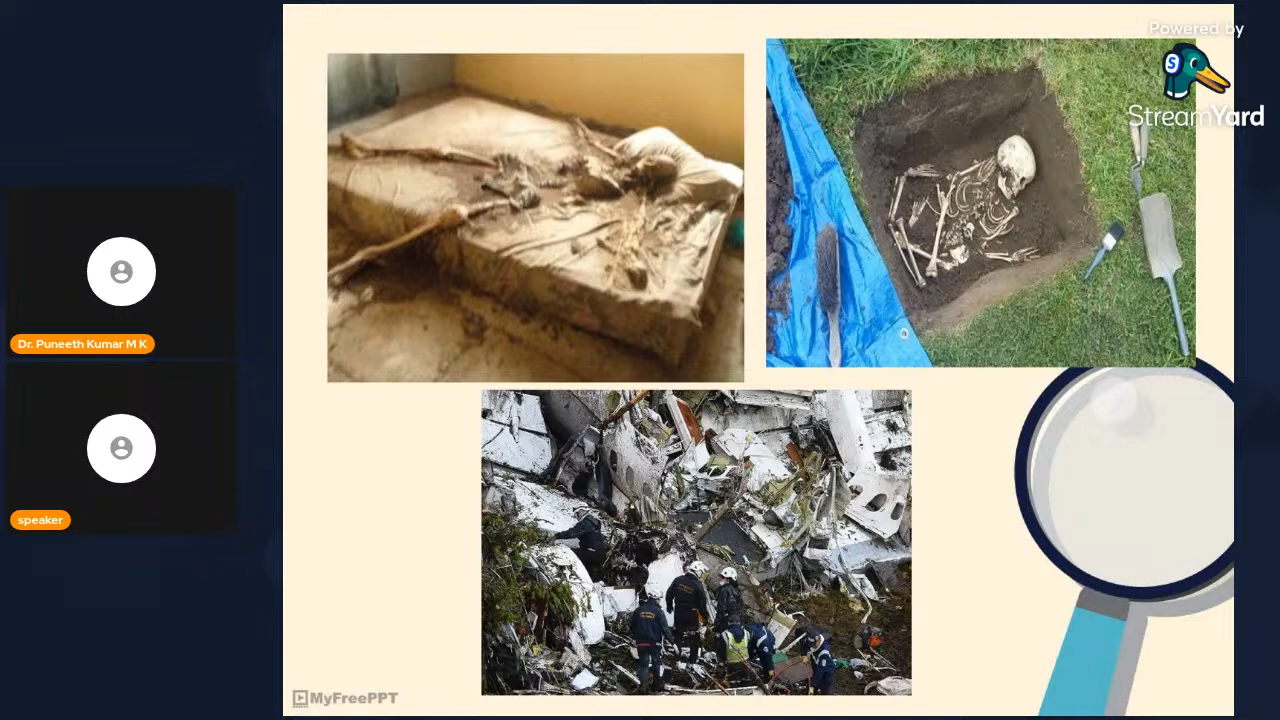 Powered by
S
StreamYard
Dr. Puneeth Kumar M K
speaker
MyFreePPT